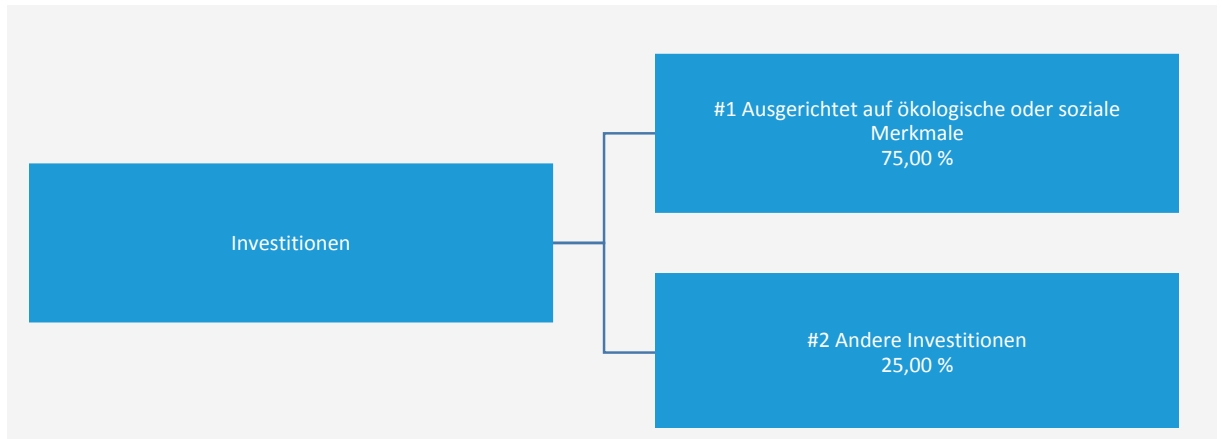 #1 Ausgerichtet auf ökologische oder soziale
Merkmale
75,00 %
Investitionen
#2 Andere Investitionen
25,00 %